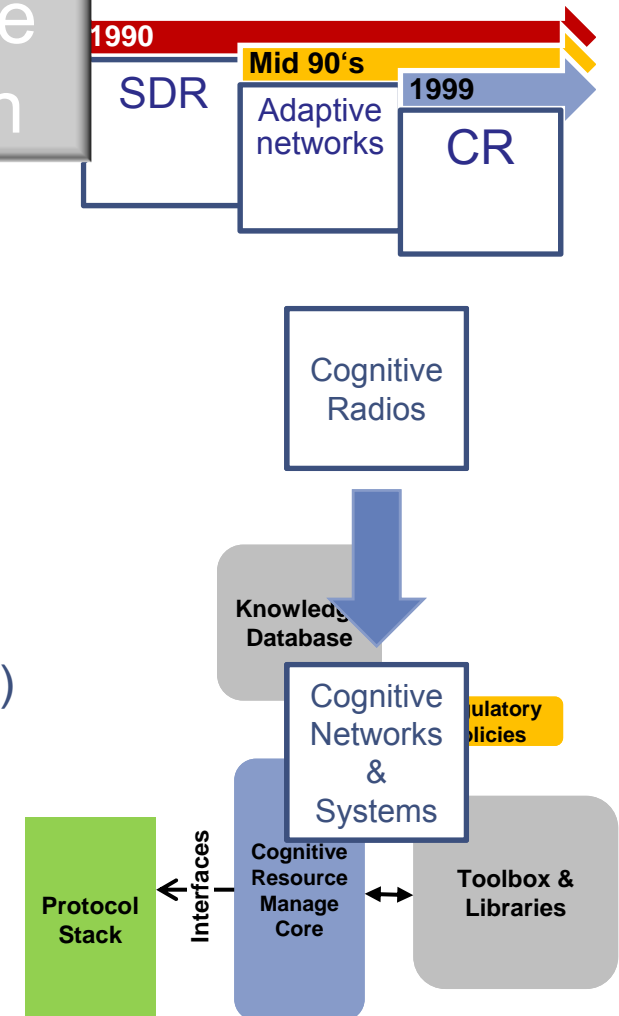 e
n
1990
Mid 90‘s
1999
SDR
Adaptive
networks
CR
Cognitive
Radios
Database
)
Cognitive
Networks
&
Systems
Cognitive
Resource
Manage
Core
Interfaces
Protocol
Stack
Toolbox &
Libraries